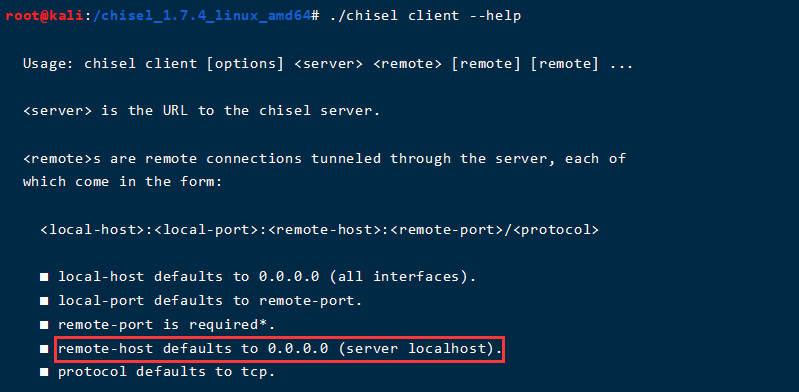 root@kali:/chisel_1.7.4_linux_amd64# ./chisel client --help
Usage: chisel client [options] <server> <remote> [remote] [remote] ...
<server> is the URL to the chisel server.
<remote>s are remote connections tunneled through the server, each of
which come in the form:
<local-host>:<local-port>:<remote-host>:<remote-port>/<protocol>
■ local-host defaults to 0.0.0.0 (all interfaces).
■ local-port defaults to remote-port.
■ remote-port is required*.
■ remote-host defaults to 0.0.0.0 (server localhost).
■ protocol defaults to tcp.